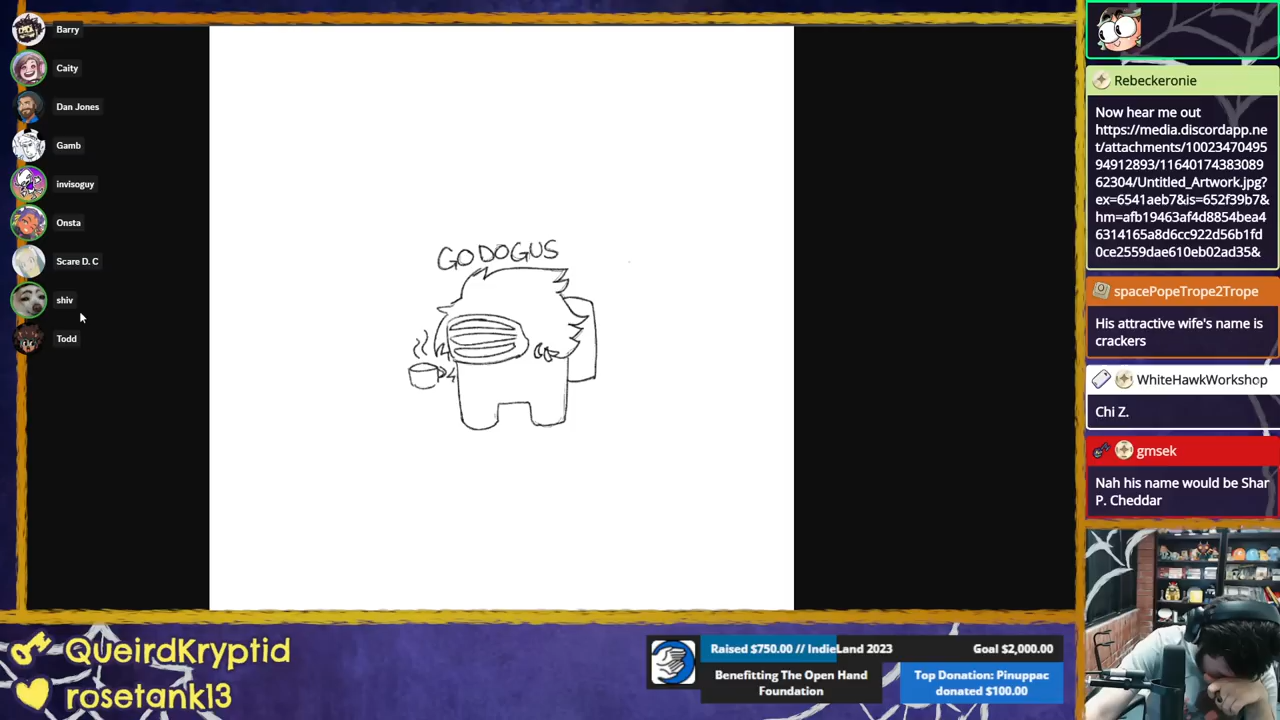 Barry
Caity
Dan Jones
Gamb
invisoguy
Onsta
Scare D. C
shiv
Todd
GODOGUS
Rebeckeronie
Now hear me out
https://media.discordapp.ne
t/attachments/10023470495
94912893/11640174383089
62304/Untitled_Artwork.jpg?
ex=6541aeb7&is=652f39b7&
hm=afb19463af4d8854bea4
6314165a8d6cc922d56b1fd
0ce2559dae610eb02ad35&
spacePopeTrope2Trope
His attractive wife's name is
crackers
WhiteHawkWorkshop
Chi Z.
gmsek
Nah his name would be Shar
P. Cheddar
QueirdKryptid
rosetank13
Raised $750.00 // IndieLand 2023
Goal $2,000.00
Benefitting The Open Hand
Foundation
Top Donation: Pinuppac
donated $100.00